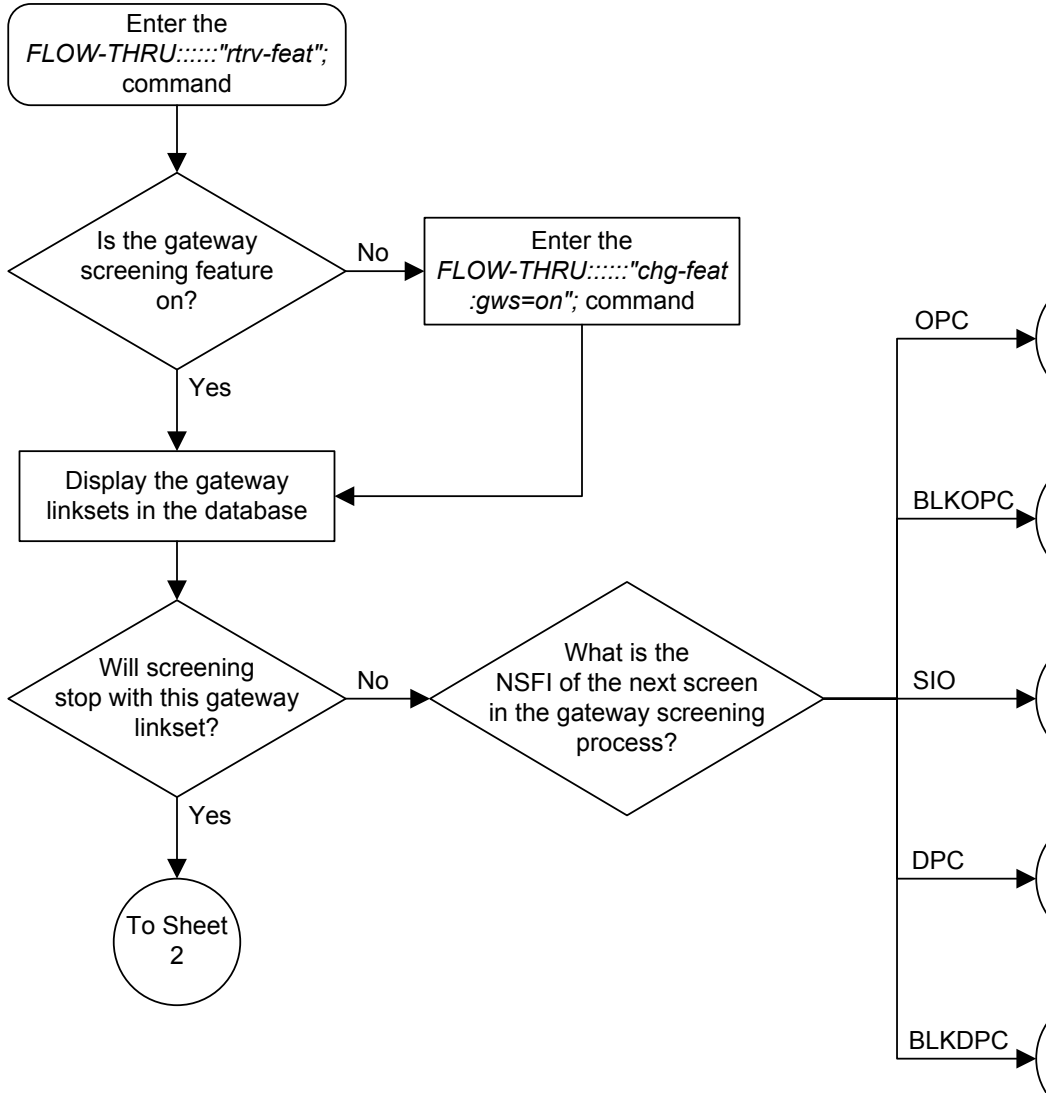 Enter the
FLOW-THRU::::::"rtrv-feat";
command
Is the gateway
screening feature
on?
No
Enter the
FLOW-THRU::::::"chg-feat
:gws=on"; command
Yes
Display the gateway
linksets in the database
Will screening
stop with this gateway
linkset?
No
What is the
NSFI of the next screen
in the gateway screening
process?
Yes
To Sheet
2
OPC
BLKOPC
SIO
DPC
BLKDPC